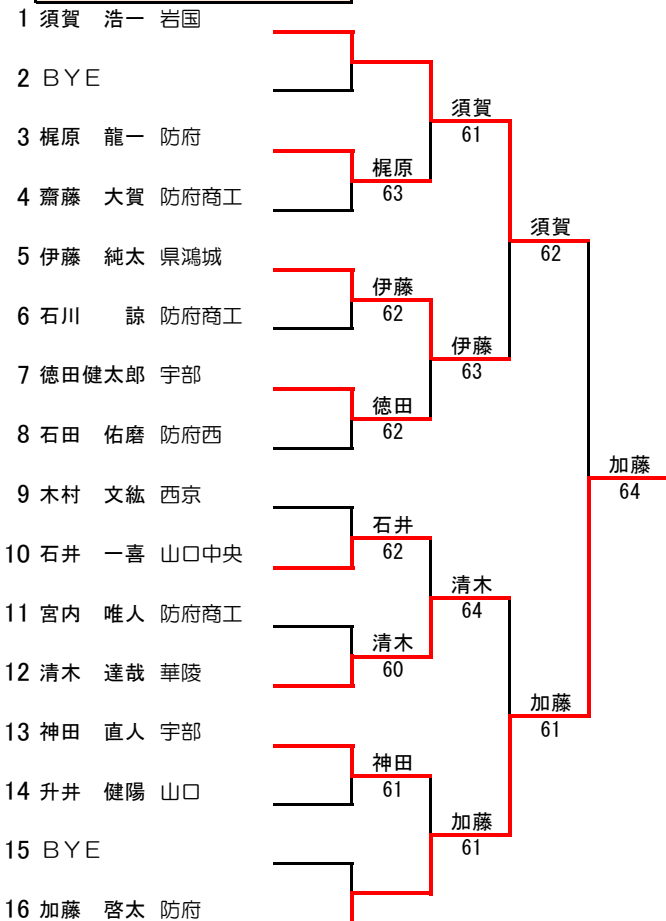 1 須賀　浩一 岩国
2 ＢＹＥ
3 梶原　龍一 防府
4 齋藤　大賀 防府商工
5 伊藤　純太 県鴻城
6 石川　　諒 防府商工
7 徳田健太郎 宇部
8 石田　佑磨 防府西
9 木村　文紘 西京
10 石井　一喜 山口中央
11 宮内　唯人 防府商工
12 清木　達哉 華陵
13 神田　直人 宇部
14 升井　健陽 山口
15 ＢＹＥ
16 加藤　啓太 防府
梶原
63
伊藤
62
徳田
62
石井
62
清木
60
神田
61
須賀
61
伊藤
63
清木
64
加藤
61
須賀
62
加藤
61
加藤
64